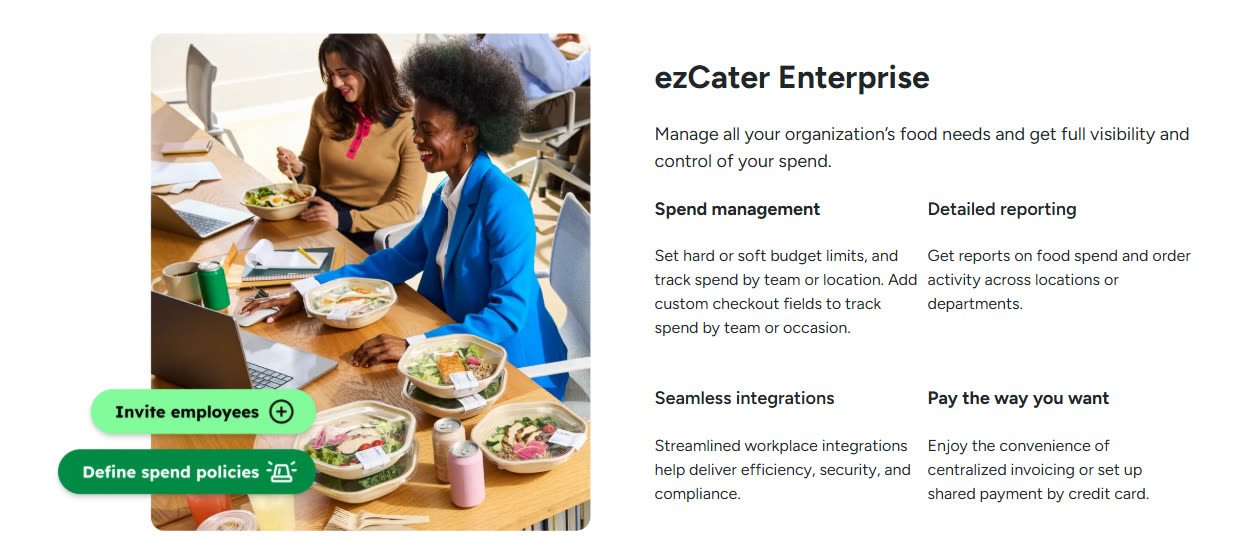 ezCater Enterprise
Manage all your organization's food needs and get full visibility and
control of your spend.
Spend management
Set hard or soft budget limits, and
track spend by team or location. Add
custom checkout fields to track
spend by team or occasion.
Detailed reporting
Get reports on food spend and order
activity across locations or
departments.
Seamless integrations
Streamlined workplace integrations
help deliver efficiency, security, and
compliance.
Pay the way you want
Enjoy the convenience of
centralized invoicing or set up
shared payment by credit card.
Invite employees
Define spend policies